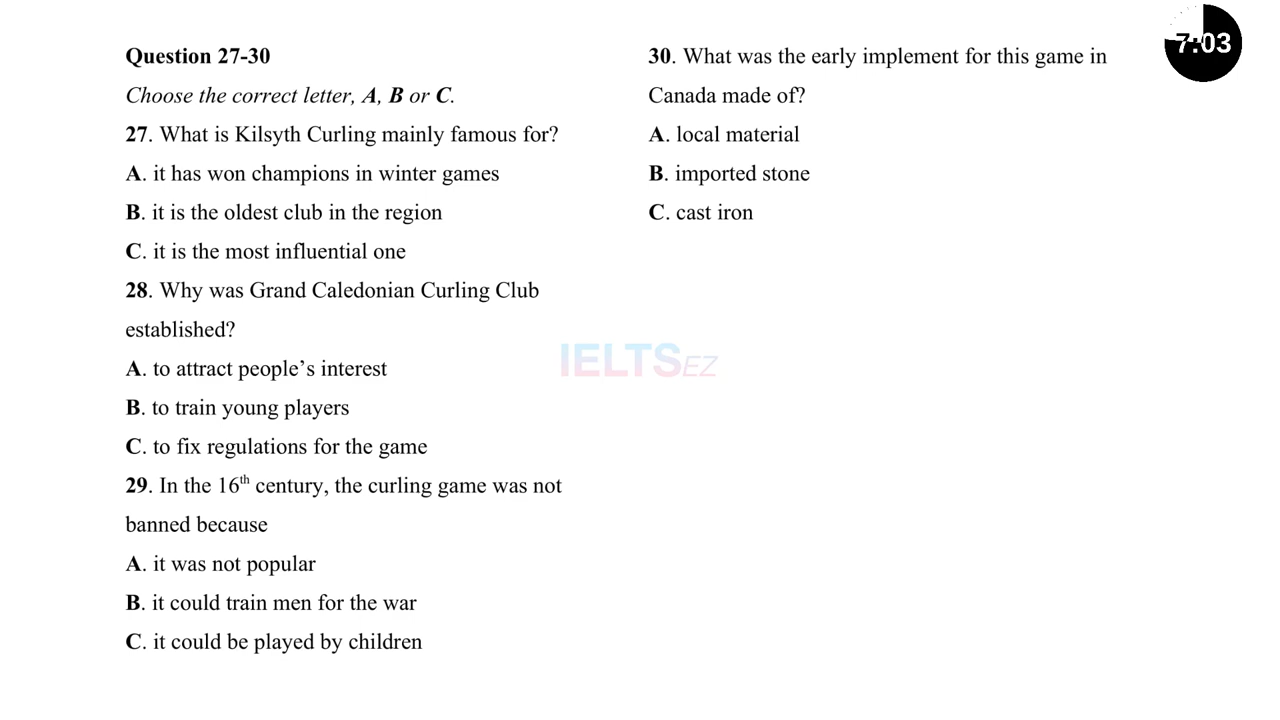 Question 27-30
Choose the correct letter, A, B or C.
27. What is Kilsyth Curling mainly famous for?
A. it has won champions in winter games
B. it is the oldest club in the region
C. it is the most influential one
28. Why was Grand Caledonian Curling Club
established?
A. to attract people’s interest
B. to train young players
C. to fix regulations for the game
29. In the 16th century, the curling game was not
banned because
A. it was not popular
B. it could train men for the war
C. it could be played by children
30. What was the early implement for this game in
Canada made of?
A. local material
B. imported stone
C. cast iron
7:03
IELTSEZ